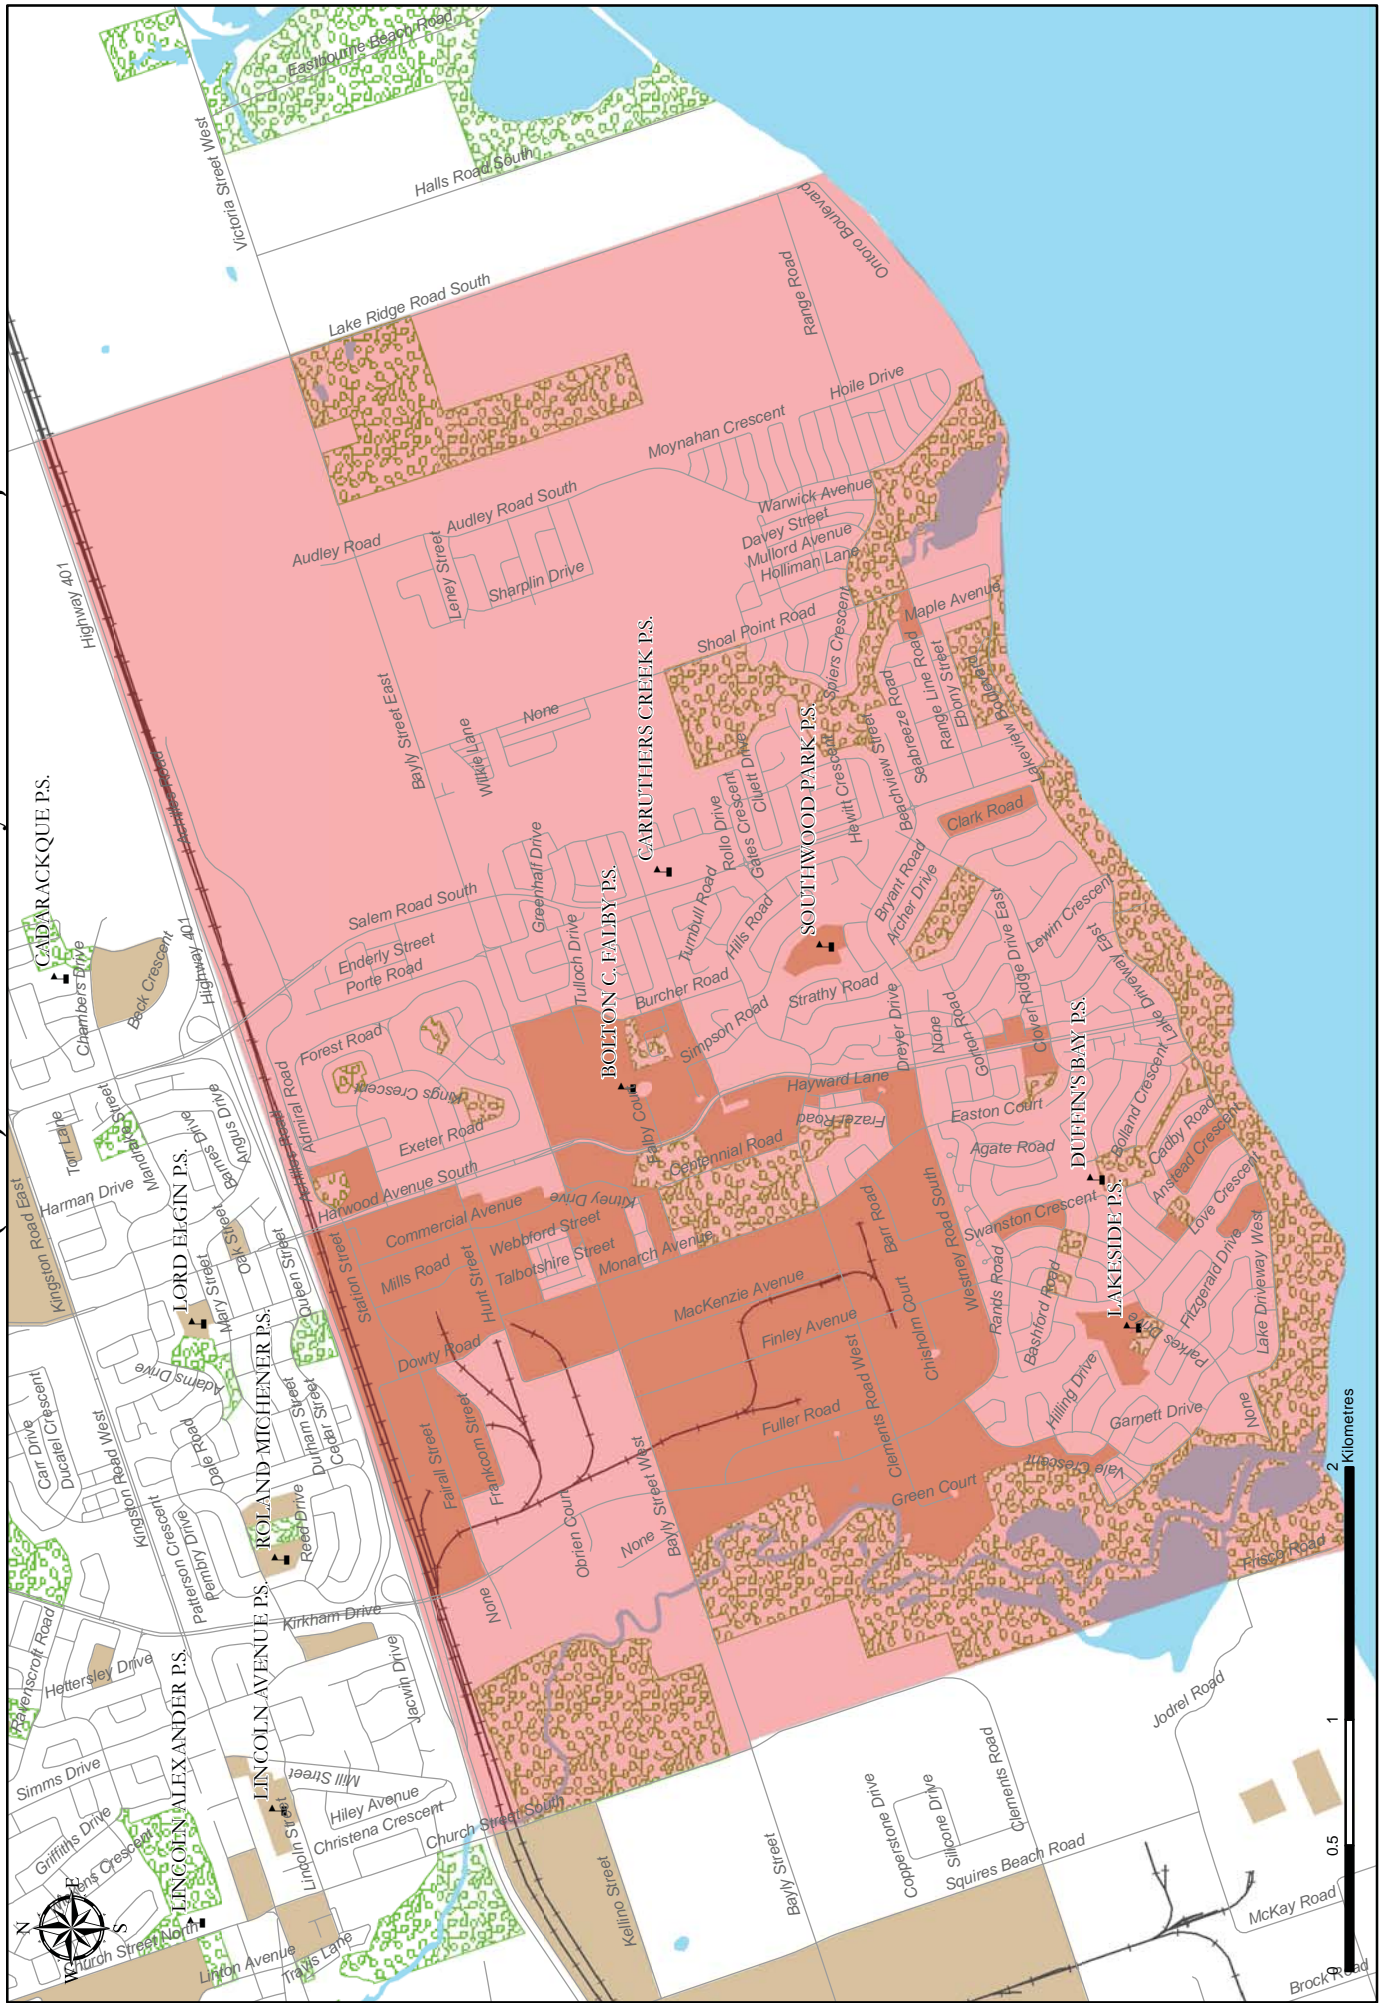 Eastbourne Beach Road
Victoria Street West
Halls Road South
Lake Ridge Road South
Range Road
Ontoro Boulevard
Hoile Drive
Moynahan Crescent
Highway 401
Audley Road
Audley Road South
Leney Street
Sharplin Drive
Warwick Avenue
Davey Street
Mullord Avenue
Holliman Lane
Shoal Point Road
Spiers Crescent
Maple Avenue
Range Line Road
Ebony Street
Seabreeze Road
Lakeview Boulevard
Bayly Street East
Wilkie Lane
None
CARRUTHERS CREEK P.S.
SOUTHWOOD PARK P.S.
Hewitt Crescent
Beachview Street
Clark Road
Cluett Drive
Gates Crescent
Rollo Drive
Achilles Road
CADARACKQUE P.S.
Chambers Drive
Beck Crescent
Highway 401
Salem Road South
Greenhalf Drive
Enderly Street
Porte Road
Tulloch Drive
BOLTON C. FALBY P.S.
Turnbull Road
Hills Road
Bryant Road
Archer Drive
Burcher Road
Simpson Road
Strathy Road
Dreyer Drive
None
Gorton Road
Clover Ridge Drive East
Lewin Crescent
Lake Driveway East
Forest Road
Kings Crescent
Admiral Road
Achilles Road
Exeter Road
Harwood Avenue South
Falby Court
Centennial Road
Hayward Lane
Frazer Road
Easton Court
Agate Road
DUFFIN'S BAY P.S.
Bolland Crescent
Cadby Road
Anstead Crescent
Love Crescent
Torr Lane
Mandrake Street
Barnes Drive
Angus Drive
Harman Drive
Kingston Road East
LORD ELGIN P.S.
Mary Street
Oak Street
Queen Street
Station Street
Commercial Avenue
Mills Road
Hunt Street
Webbford Street
Talbotshire Street
Kitney Drive
Monarch Avenue
MacKenzie Avenue
Barr Road
Westney Road South
Swanston Crescent
Rands Road
Bashford Road
LAKESIDE P.S.
Parkes Drive
Fitzgerald Drive
Lake Driveway West
Dowty Road
Finley Avenue
Chisholm Court
Clements Road West
Fuller Road
Hilling Drive
Garnett Drive
None
Vale Crescent
Green Court
Frisco Road
Fairall Street
Frankcom Street
Obrien Court
None
Bayly Street West
None
Carr Drive
Ducatel Crescent
Kingston Road West
Adams Drive
Dale Road
Durham Street
Cedar Street
ROLAND MICHENER P.S.
Reed Drive
Patterson Crescent
Pembry Drive
Kirkham Drive
Ravenscroft Road
Hettersley Drive
LINCOLN ALEXANDER P.S.
LINCOLN AVENUE P.S.
Jacwin Drive
Simms Drive
Mill Street
Hiley Avenue
Christena Crescent
Lincoln Street
Church Street South
Griffiths Drive
Church Street North
Linton Avenue
Travis Lane
Kellino Street
Bayly Street
Copperstone Drive
Silicone Drive
Clements Road
Squires Beach Road
Jodrel Road
McKay Road
Brock Road
N
E
S
W
0
0.5
1
2
Kilometres